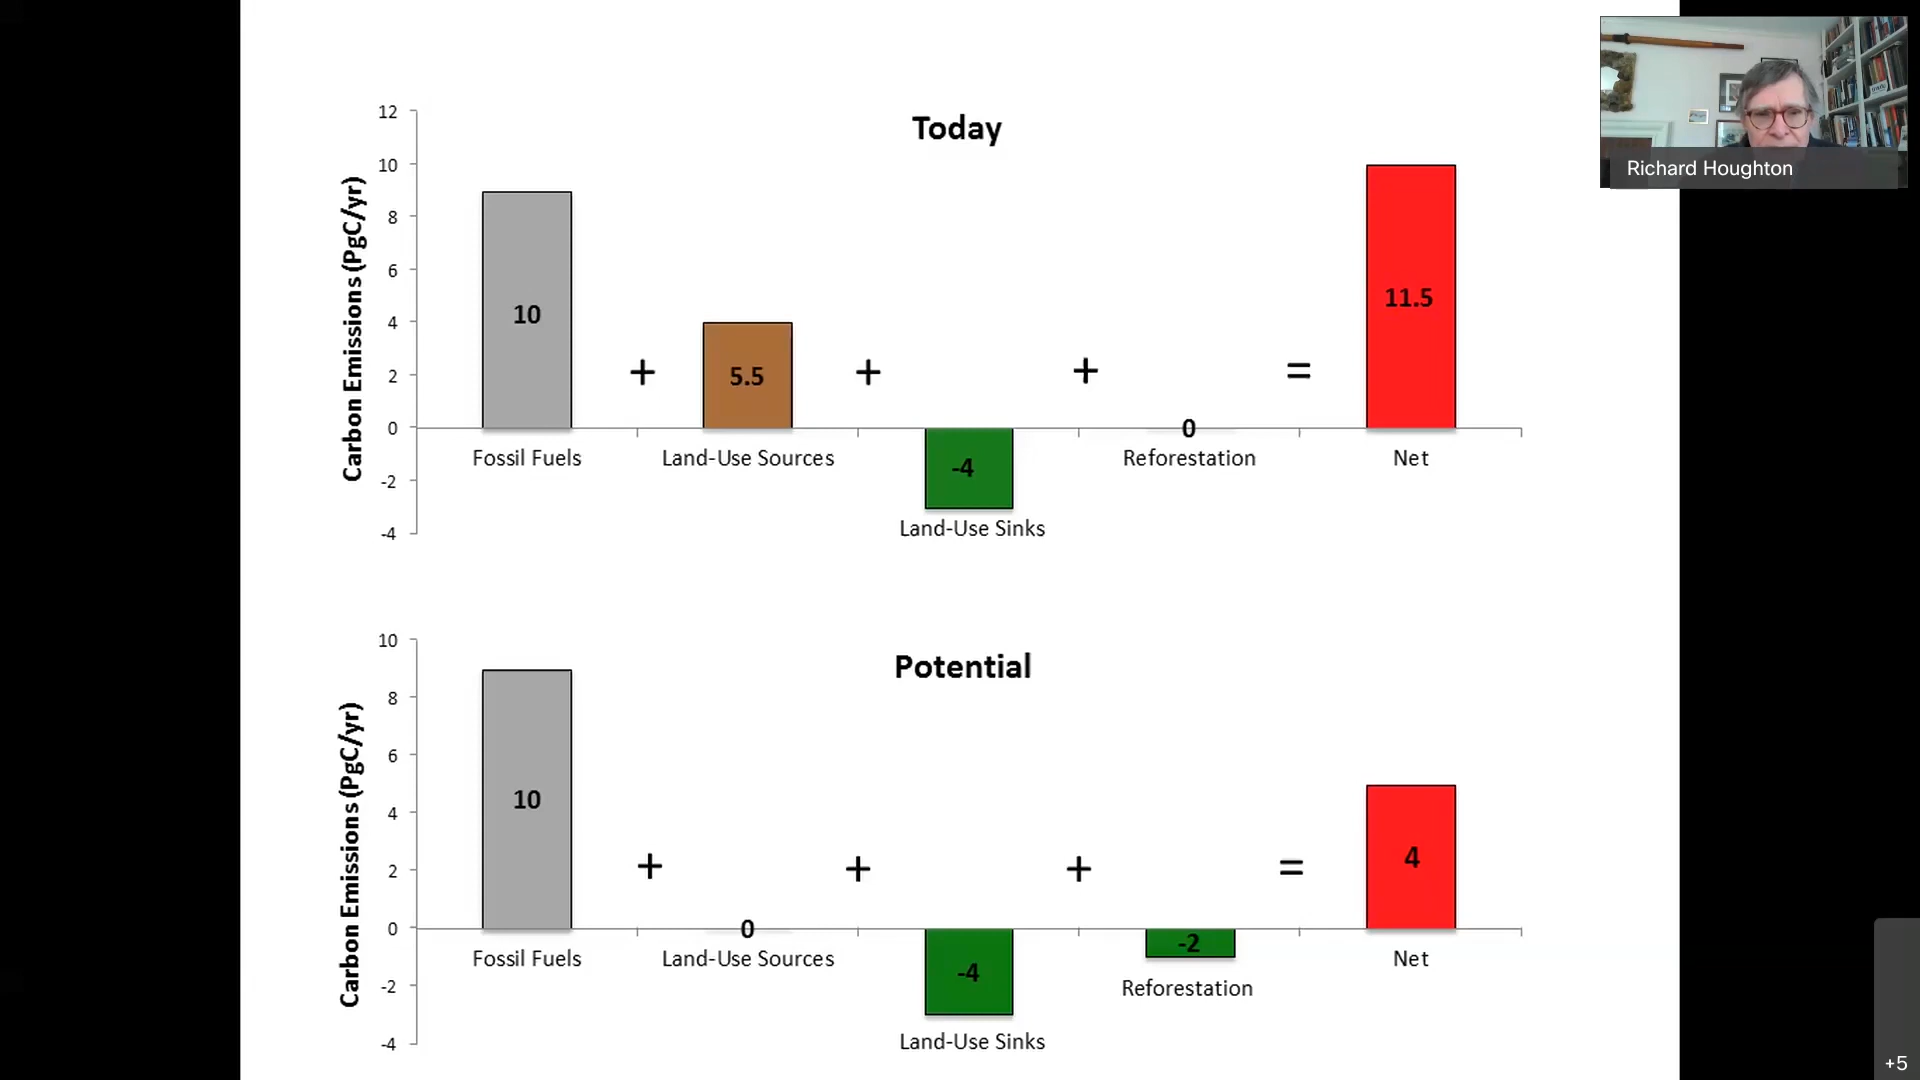 Richard Houghton
Today
Carbon Emissions (PgC/yr)
12
10
8
6
4
2
0
-2
-4
10
+
5.5
+
-4
+
0
=
11.5
Fossil Fuels
Land-Use Sources
Land-Use Sinks
Reforestation
Net
Potential
Carbon Emissions (PgC/yr)
10
8
6
4
2
0
-2
-4
10
+
0
+
-4
+
-2
=
4
Fossil Fuels
Land-Use Sources
Land-Use Sinks
Reforestation
Net
+5